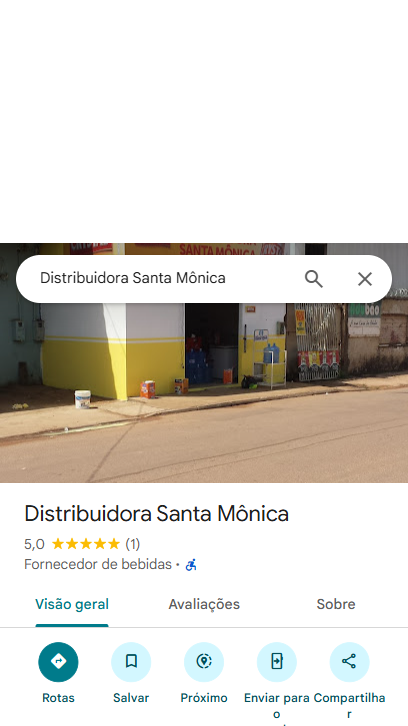 SANTA MÔNICA
Distribuidora Santa Mônica
Distribuidora Santa Mônica
5,0 (1)
Fornecedor de bebidas ·
Visão geral
Avaliações
Sobre
Rotas
Salvar
Próximo
Enviar para
o
Compartilha
r